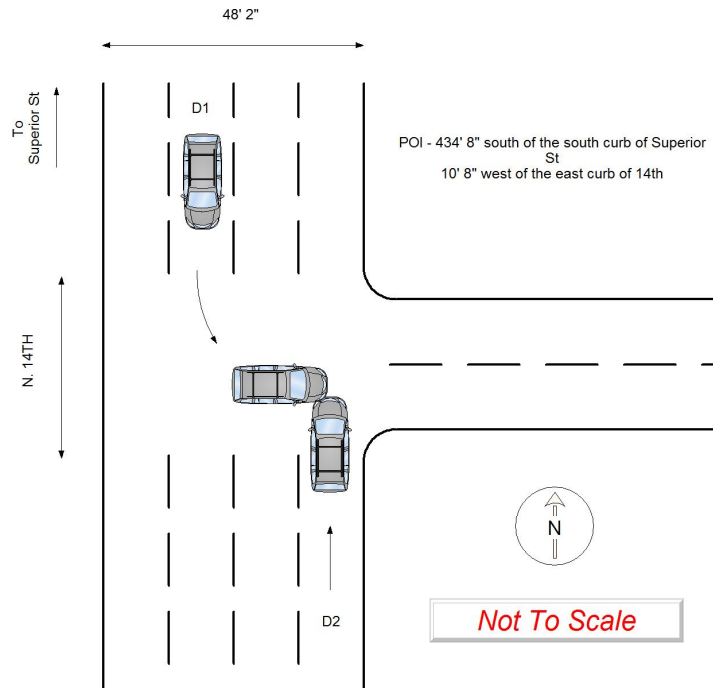 48' 2"
To
Superior St
D1
POI - 434' 8" south of the south curb of Superior
St
10' 8" west of the east curb of 14th
N. 14TH
N
D2
Not To Scale